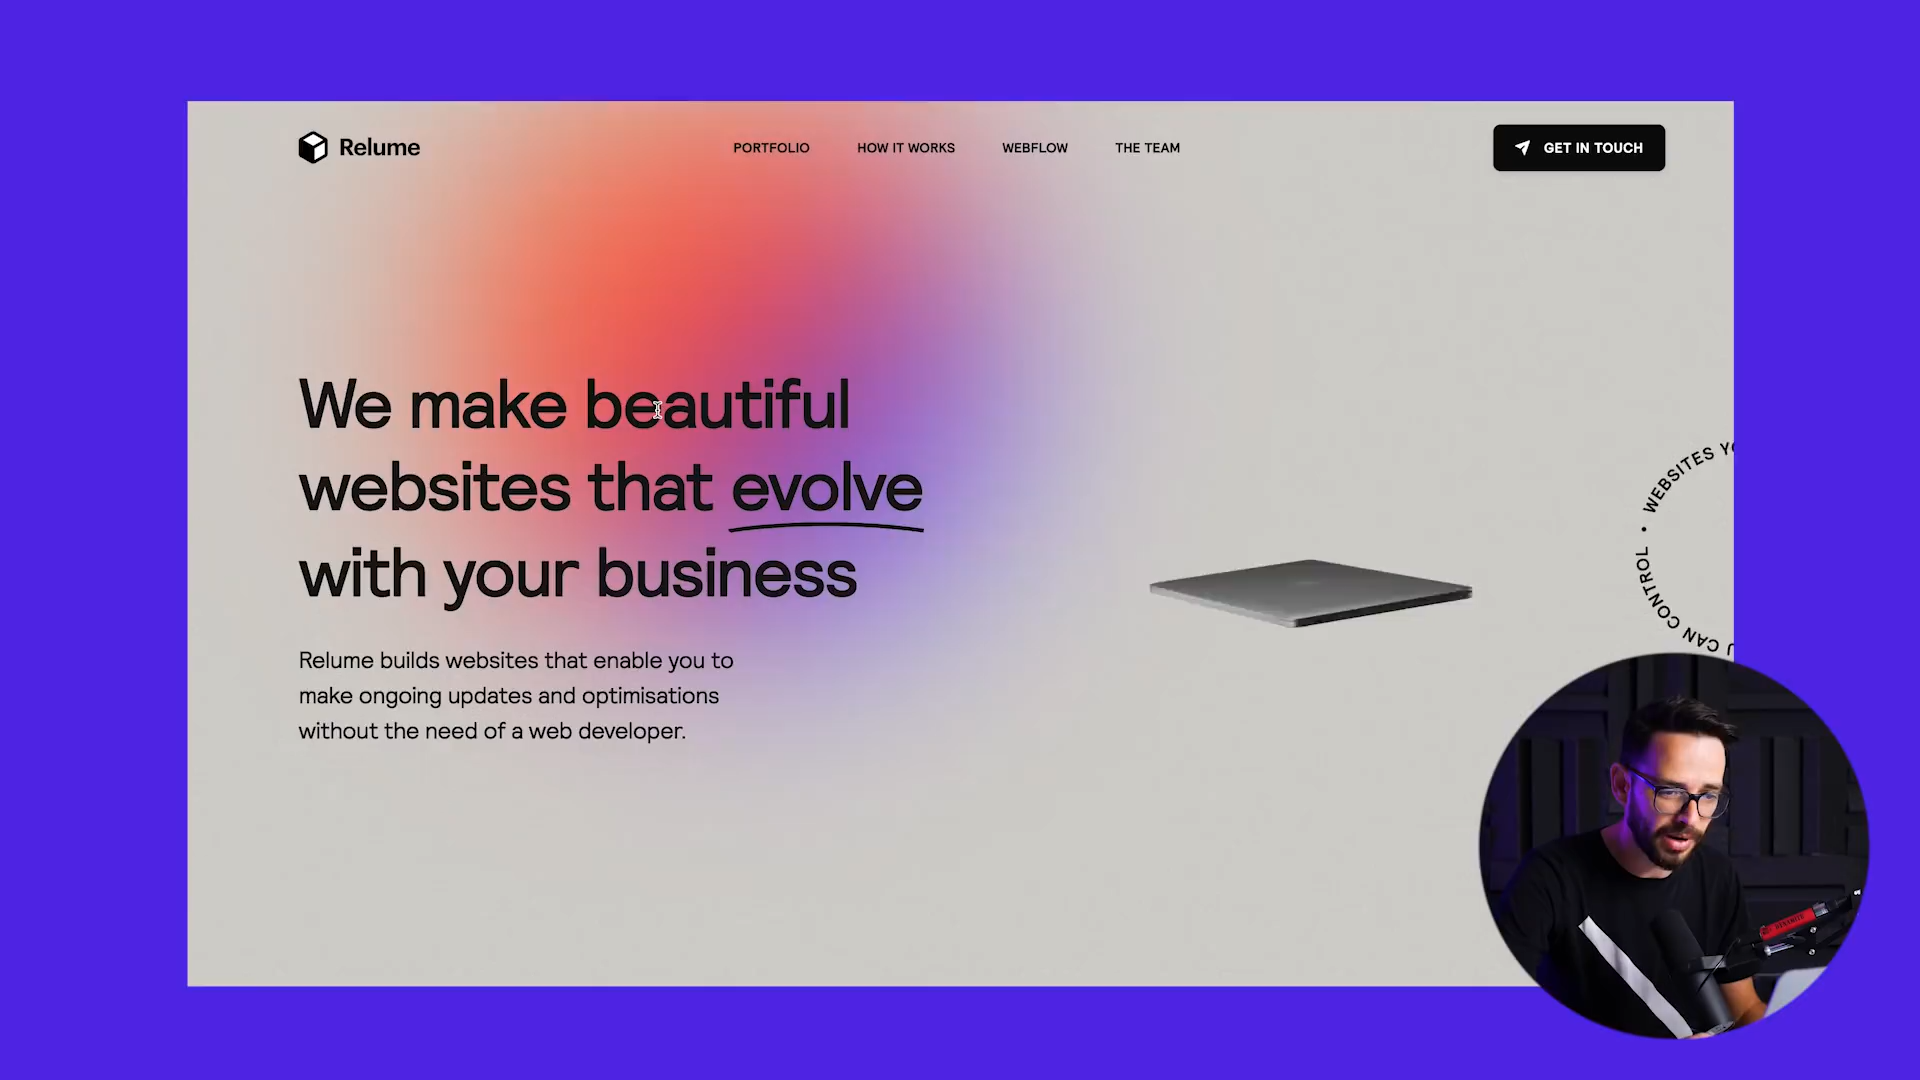 Relume
PORTFOLIO
HOW IT WORKS
WEBFLOW
THE TEAM
GET IN TOUCH
We make beautiful
websites that evolve
with your business
Relume builds websites that enable you to
make ongoing updates and optimisations
without the need of a web developer.
• WEBSITES
CAN CONTROL